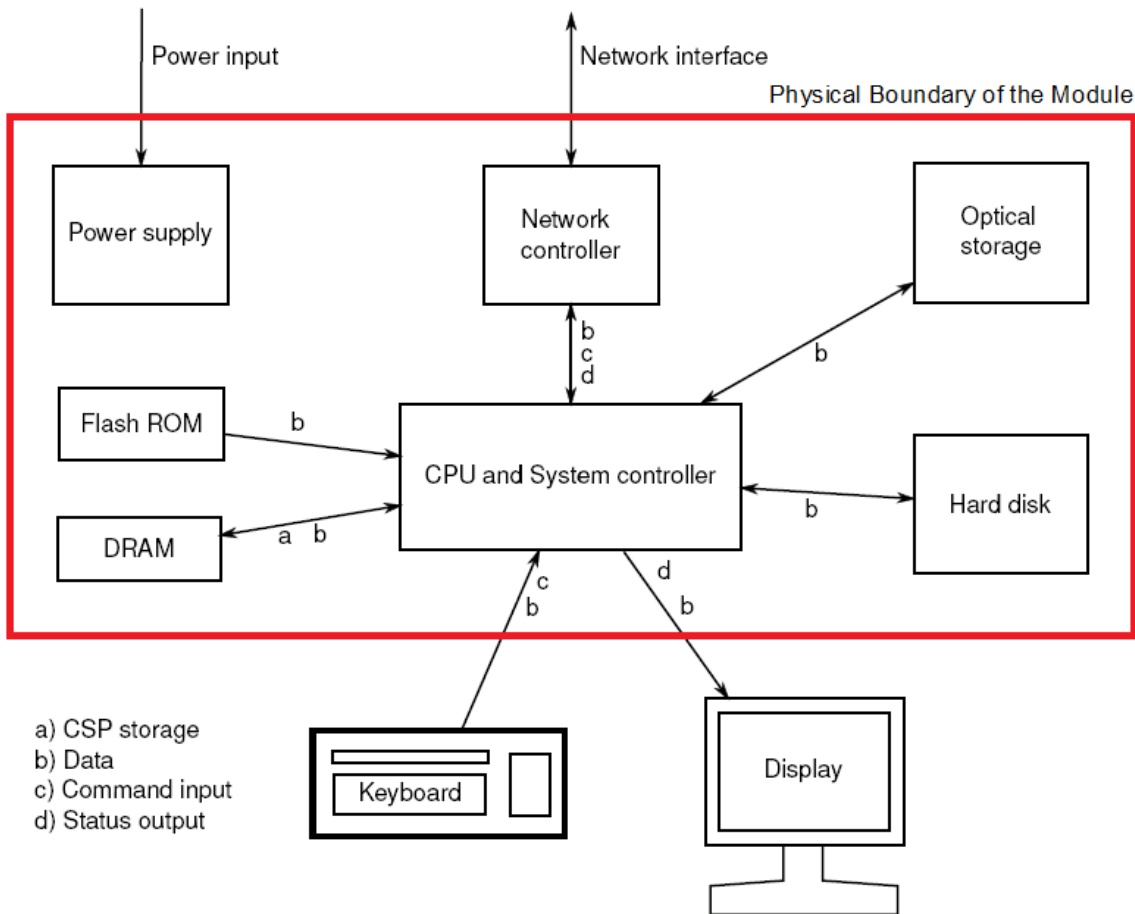 Power input
Network interface
Physical Boundary of the Module
Power supply
Network
controller
Optical
storage
b
c
d
b
Flash ROM
b
CPU and System controller
b
Hard disk
DRAM
a b
c
b
d
b
a) CSP storage
b) Data
c) Command input
d) Status output
Keyboard
Display